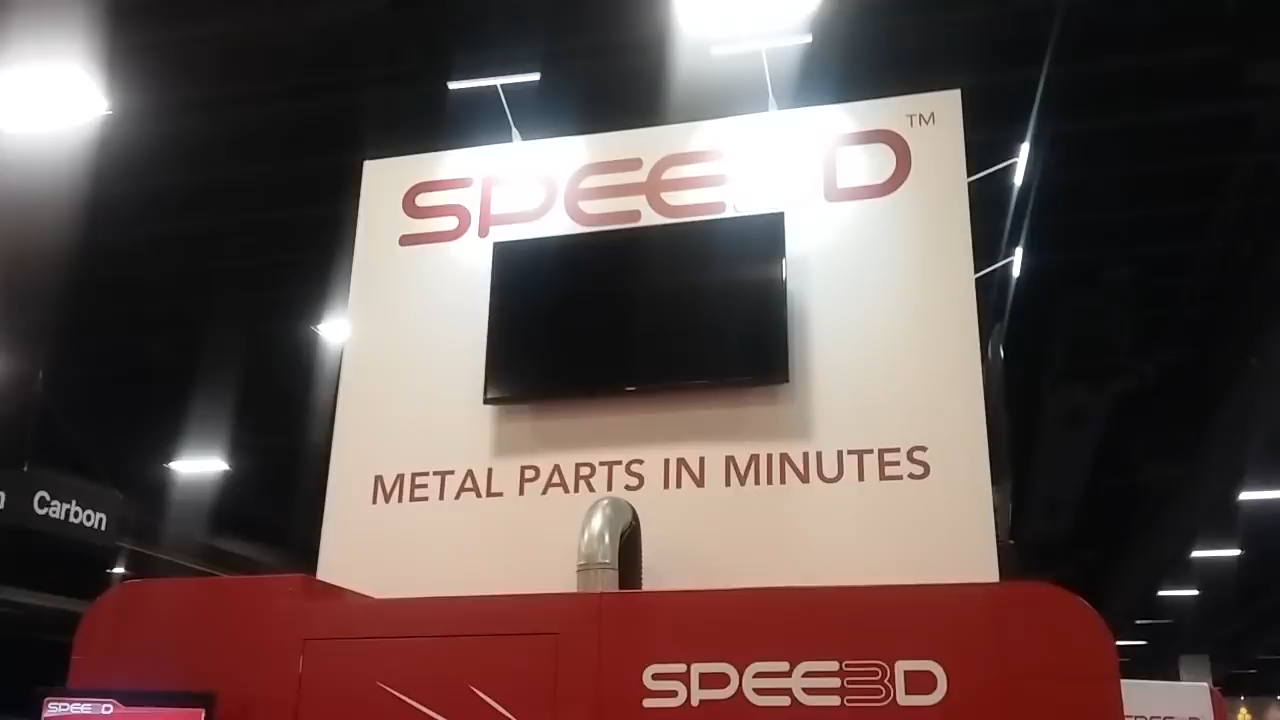 SPEE3D™
METAL PARTS IN MINUTES
Carbon
SPEE3D
SPEE3D